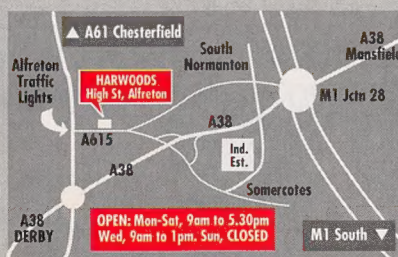 ▲ A61 Chesterfield
South
Normanton
A38
Mansfield
Alfreton
Traffic
Lights
HARWOODS
High St, Alfreton
M1 Jctn 28
A615
A38
Ind.
Est.
A38
Somercotes
A38
DERBY
OPEN: Mon-Sat, 9am to 5.30pm
Wed, 9am to 1pm. Sun, CLOSED
M1 South ▼